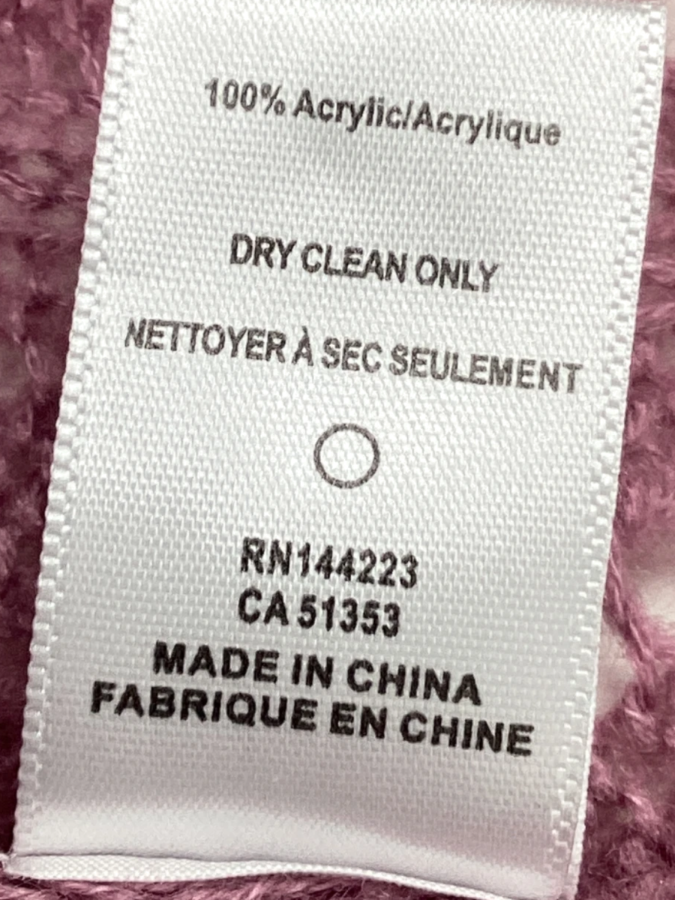 100% Acrylic/Acrylique
DRY CLEAN ONLY
NETTOYER À SEC SEULEMENT
RN144223
CA 51353
MADE IN CHINA
FABRIQUE EN CHINE